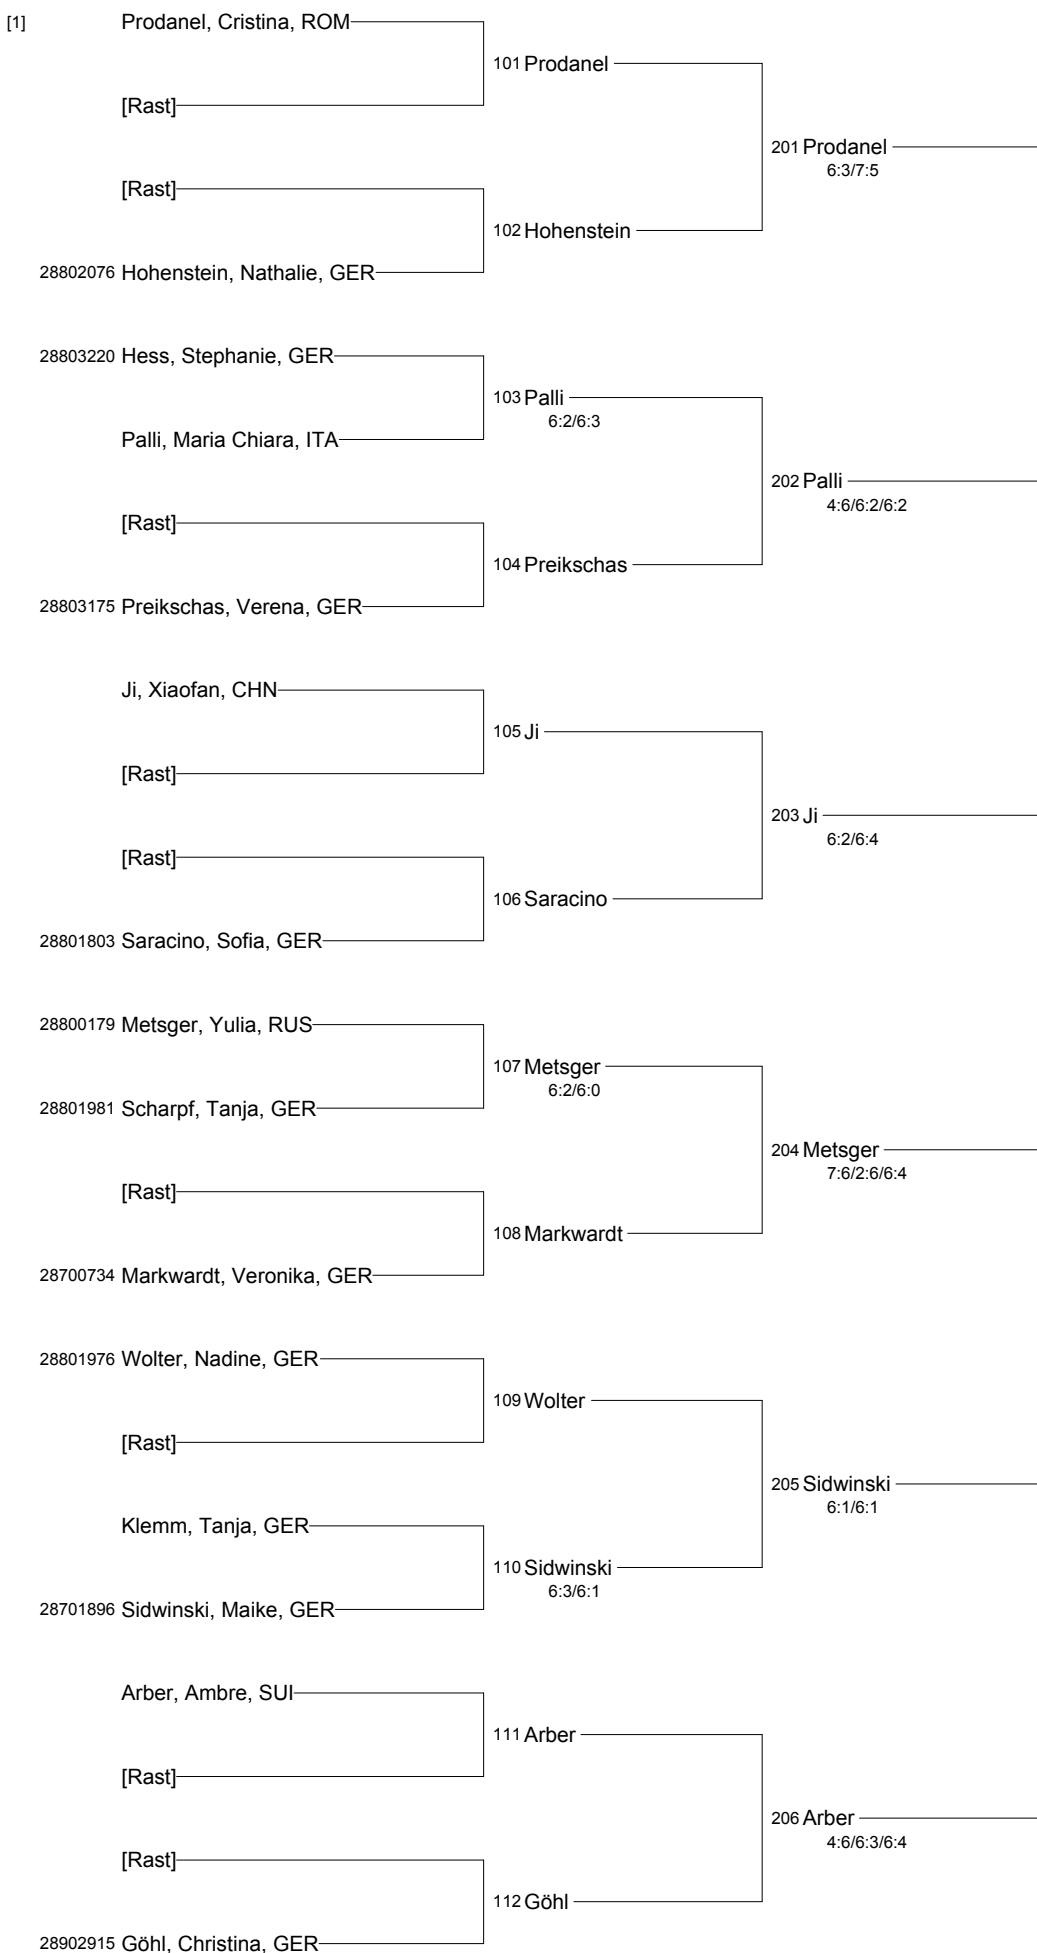 [1] Prodanel, Cristina, ROM
101 Prodanel
[Rast]
201 Prodanel
6:3/7:5
[Rast]
102 Hohenstein
28802076 Hohenstein, Nathalie, GER
28803220 Hess, Stephanie, GER
103 Palli
6:2/6:3
Palli, Maria Chiara, ITA
202 Palli
4:6/6:2/6:2
[Rast]
104 Preikschas
28803175 Preikschas, Verena, GER
Ji, Xiaofan, CHN
105 Ji
[Rast]
203 Ji
6:2/6:4
[Rast]
106 Saracino
28801803 Saracino, Sofia, GER
28800179 Metsger, Yulia, RUS
107 Metsger
6:2/6:0
28801981 Scharpf, Tanja, GER
204 Metsger
7:6/2:6/6:4
[Rast]
108 Markwardt
28700734 Markwardt, Veronika, GER
28801976 Wolter, Nadine, GER
109 Wolter
[Rast]
205 Sidwinski
6:1/6:1
Klemm, Tanja, GER
110 Sidwinski
6:3/6:1
28701896 Sidwinski, Maike, GER
Arber, Ambre, SUI
111 Arber
[Rast]
206 Arber
4:6/6:3/6:4
[Rast]
112 Göhl
28902915 Göhl, Christina, GER